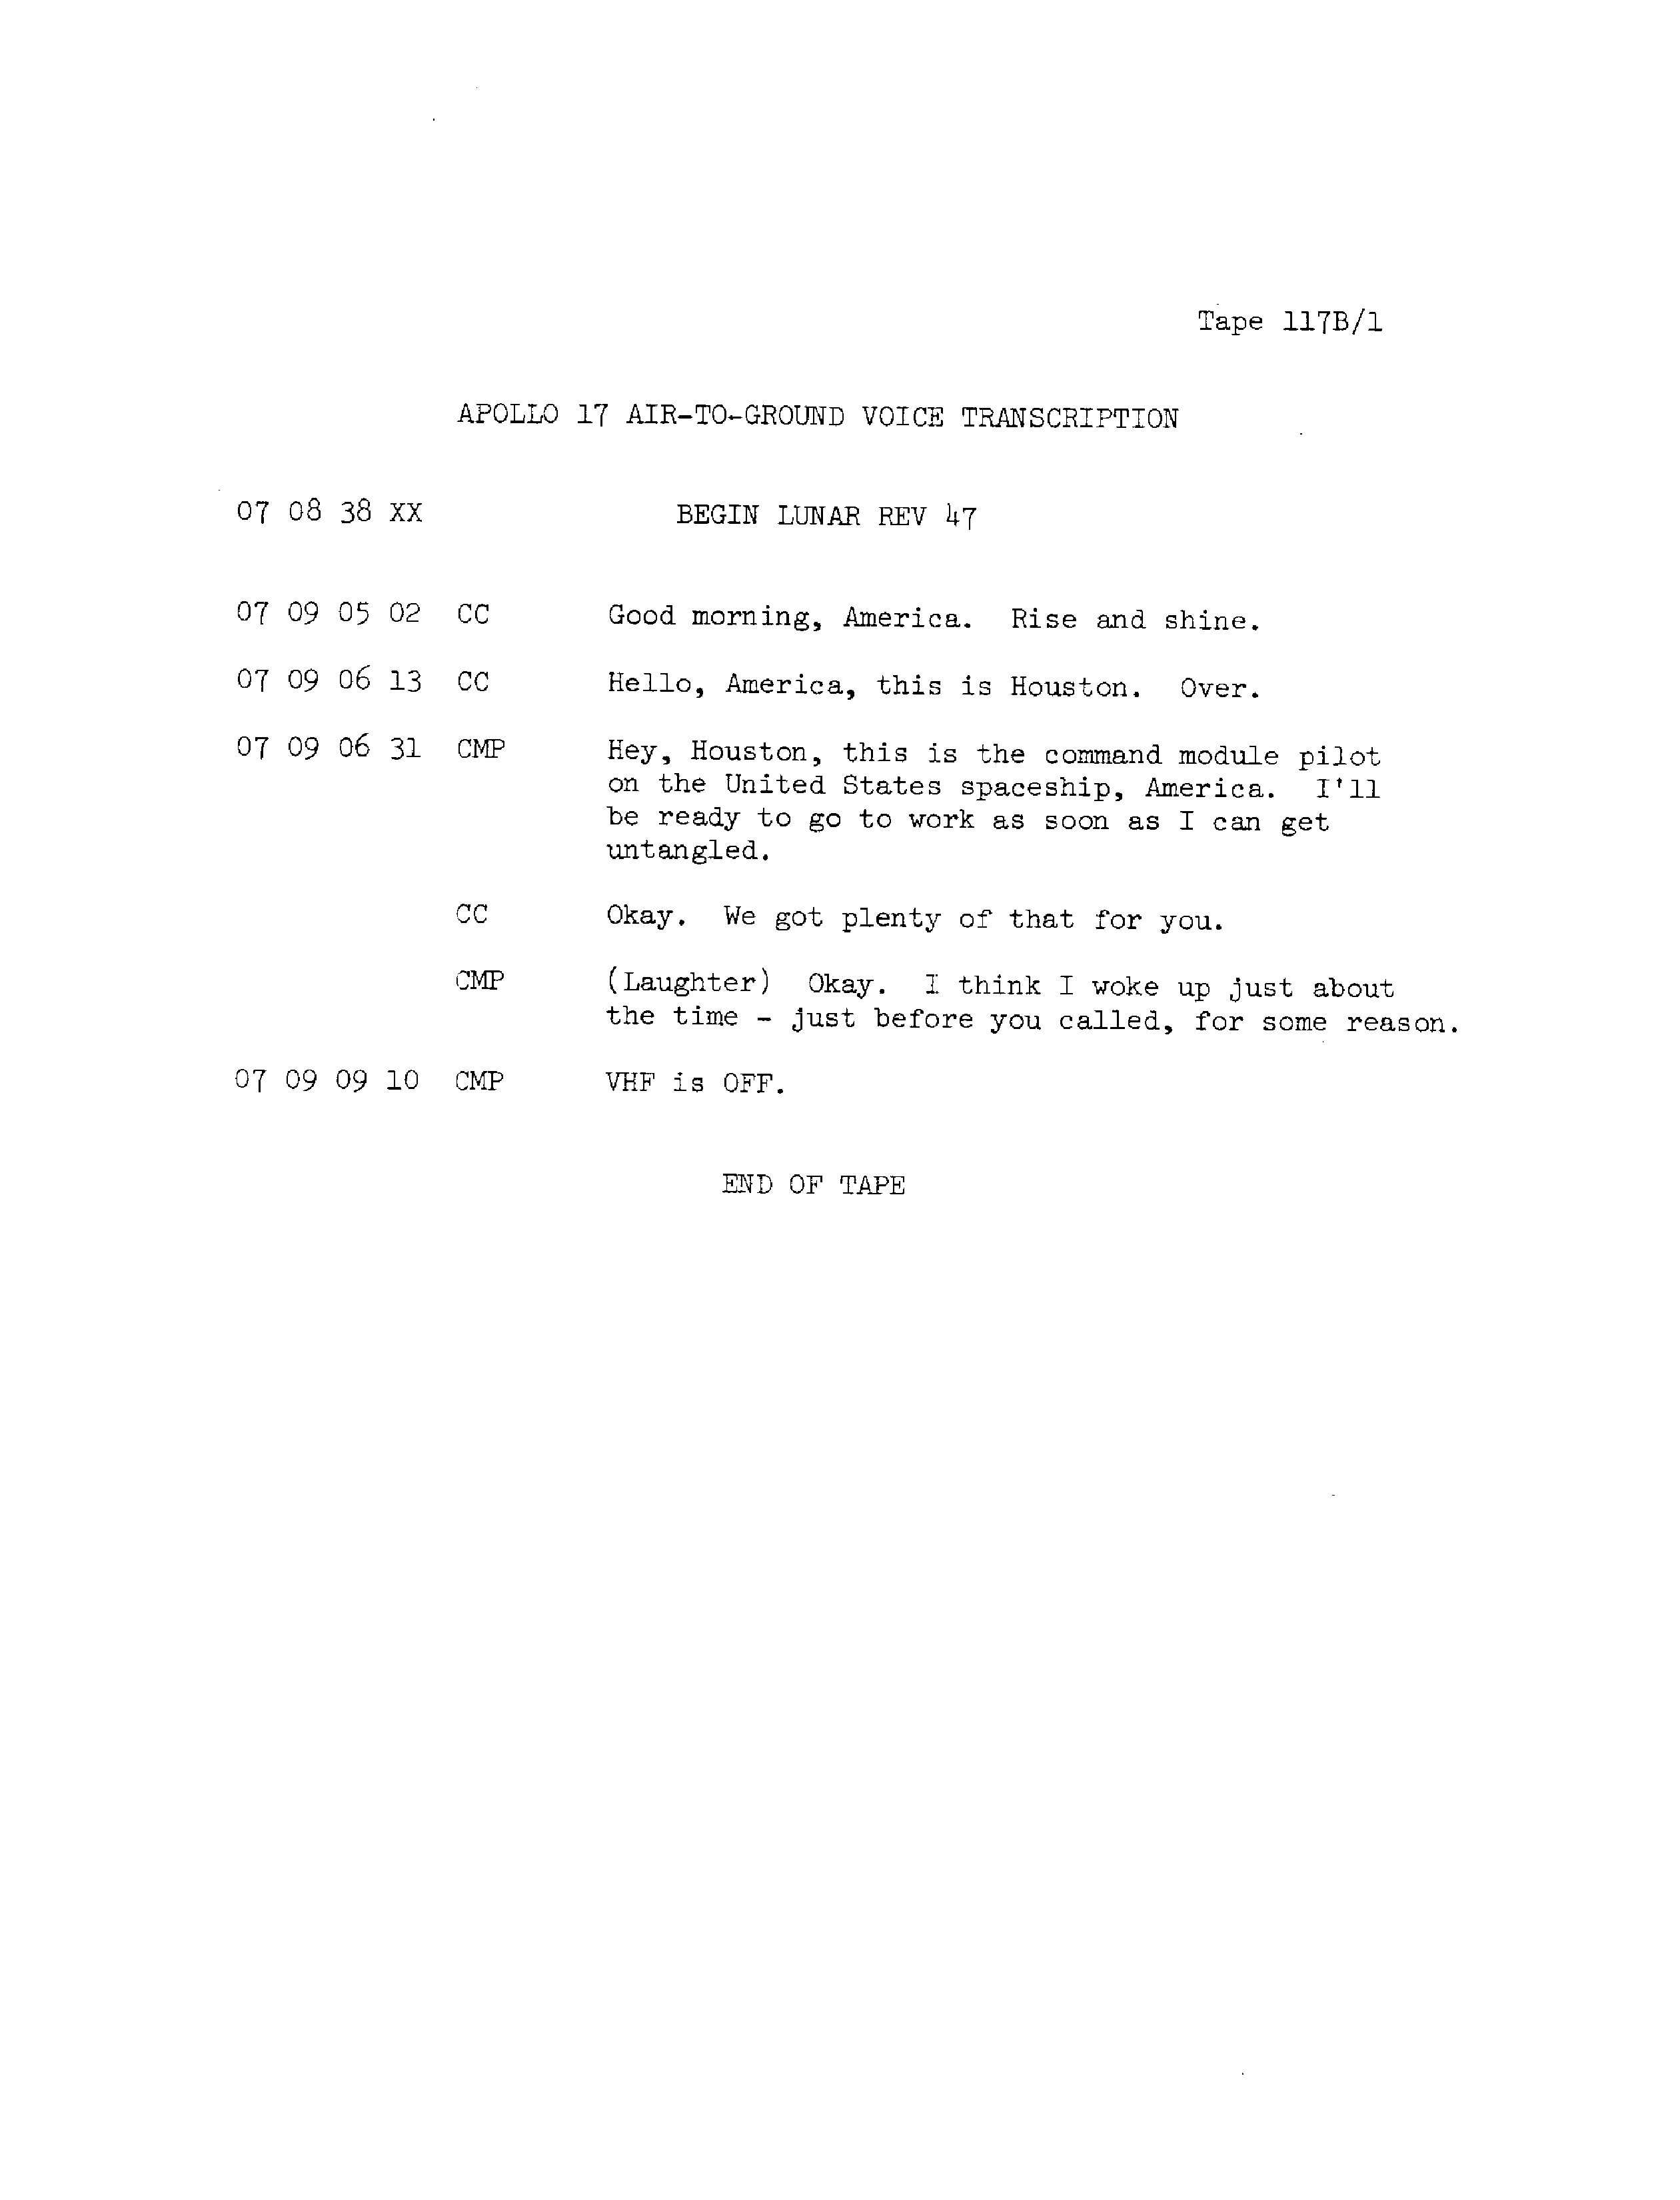 Tape 117B/1
APOLLO 17 AIR-TO-GROUND VOICE TRANSCRIPTION
07 08 38 XX BEGIN LUNAR REV 47
07 09 05 02 CC Good morning, America. Rise and shine.
07 09 06 13 CC Hello, America, this is Houston. Over.
07 09 06 31 CMP Hey, Houston, this is the command module pilot
on the United States spaceship, America. I'll
be ready to go to work as soon as I can get
untangled.
CC Okay. We got plenty of that for you.
CMP (Laughter) Okay. I think I woke up just about
the time - just before you called, for some reason.
07 09 09 10 CMP VHF is OFF.
END OF TAPE